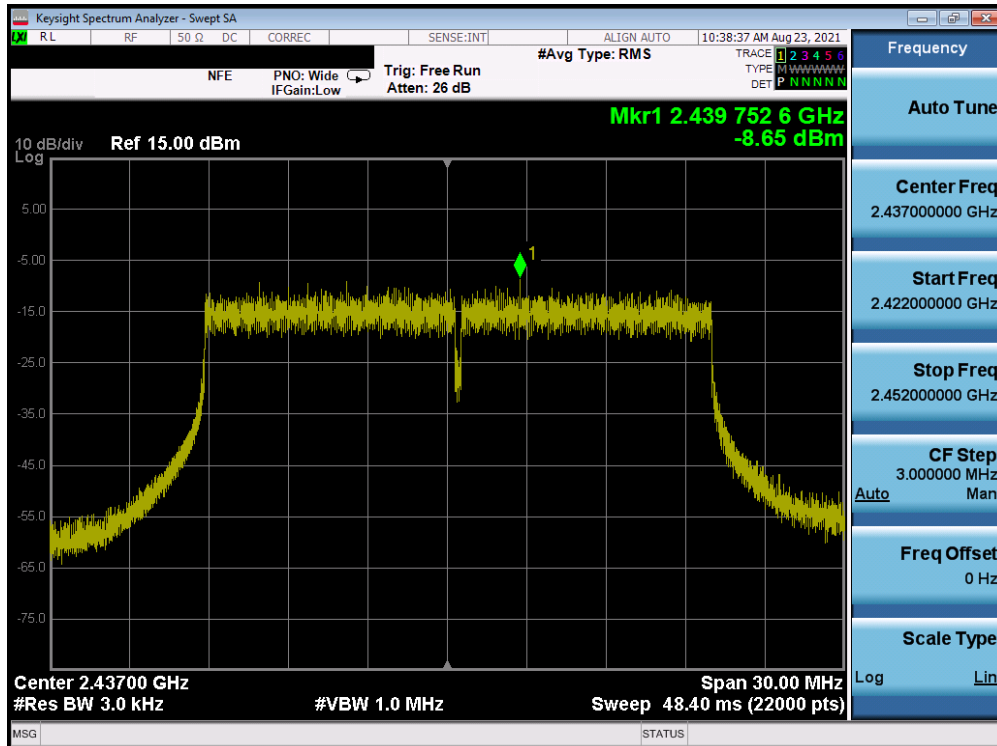 Keysight Spectrum Analyzer - Swept SA
LXI RL RF 50 Ω DC CORREC SENSE:INT ALIGN AUTO 10:38:37 AM Aug 23, 2021
NFE PNO: Wide Trig: Free Run #Avg Type: RMS TRACE 1 2 3 4 5 6
IFGain:Low Atten: 26 dB TYPE M WWWWW
DET P N N N N N
Mkr1 2.439 752 6 GHz
-8.65 dBm
10 dB/div Ref 15.00 dBm
Log
1
5.00
-5.00
-15.0
-25.0
-35.0
-45.0
-55.0
-65.0
-75.0
Center 2.43700 GHz Span 30.00 MHz
#Res BW 3.0 kHz #VBW 1.0 MHz Sweep 48.40 ms (22000 pts)
MSG STATUS
Frequency
Auto Tune
Center Freq
2.437000000 GHz
Start Freq
2.422000000 GHz
Stop Freq
2.452000000 GHz
CF Step
3.000000 MHz
Auto Man
Freq Offset
0 Hz
Scale Type
Log Lin